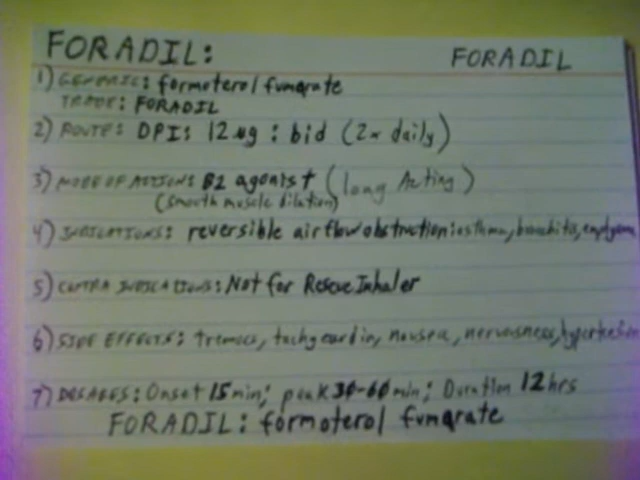 FORADIL: FORADIL
1) GENERIC: formoterol fumarate
TRADE: FORADIL
2) ROUTE: DPI: 12 µg : bid (2x daily)
3) MODE OF ACTION: B2 agonist (long Acting)
(smooth muscle dilation)
4) INDICATIONS: reversible airflow obstruction: asthma, bronchitis, emphysema
5) CONTRA INDICATIONS: Not for Rescue Inhaler
6) SIDE EFFECTS: tremors, tachycardia, nausea, nervousness, hypertension
7) DOSAGES: Onset 15 min; peak 30-60 min; Duration 12 hrs
FORADIL: formoterol fumarate